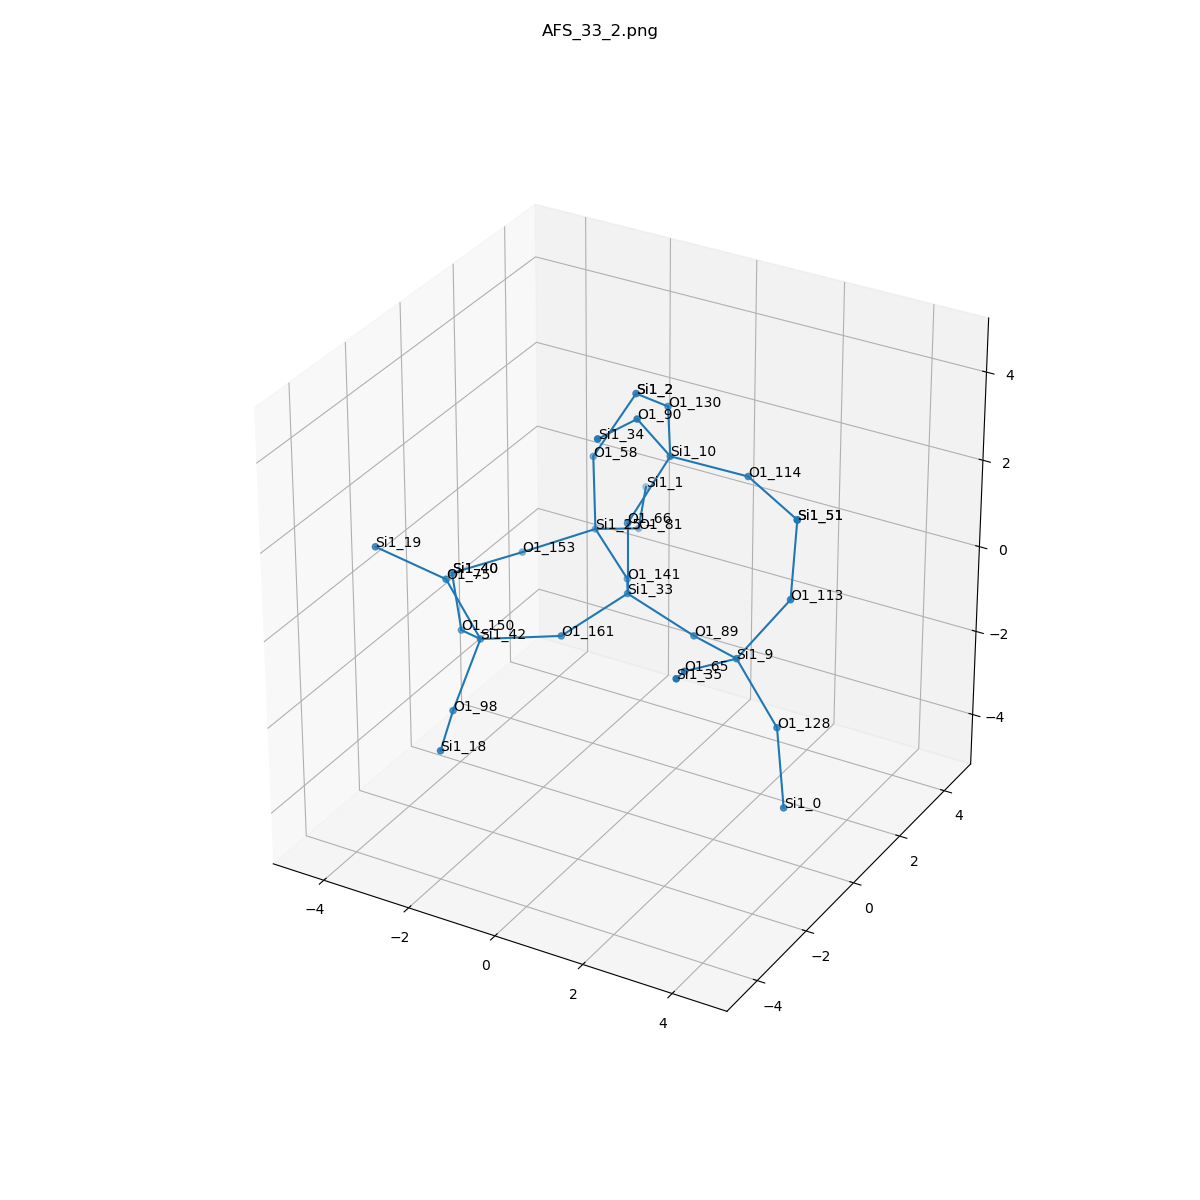 AFS_33_2.png
Si1_2
O1_130
O1_90
Si1_34
O1_58
Si1_10
O1_114
Si1_1
Si1_51
O1_66
Si1_25
O1_81
Si1_19
O1_153
Si1_40
O1_75
O1_141
Si1_33
O1_113
O1_150
Si1_42
O1_161
O1_89
Si1_9
O1_65
Si1_35
O1_98
O1_128
Si1_18
Si1_0
4
2
0
−2
−4
4
2
0
−2
−4
−4
−2
0
2
4